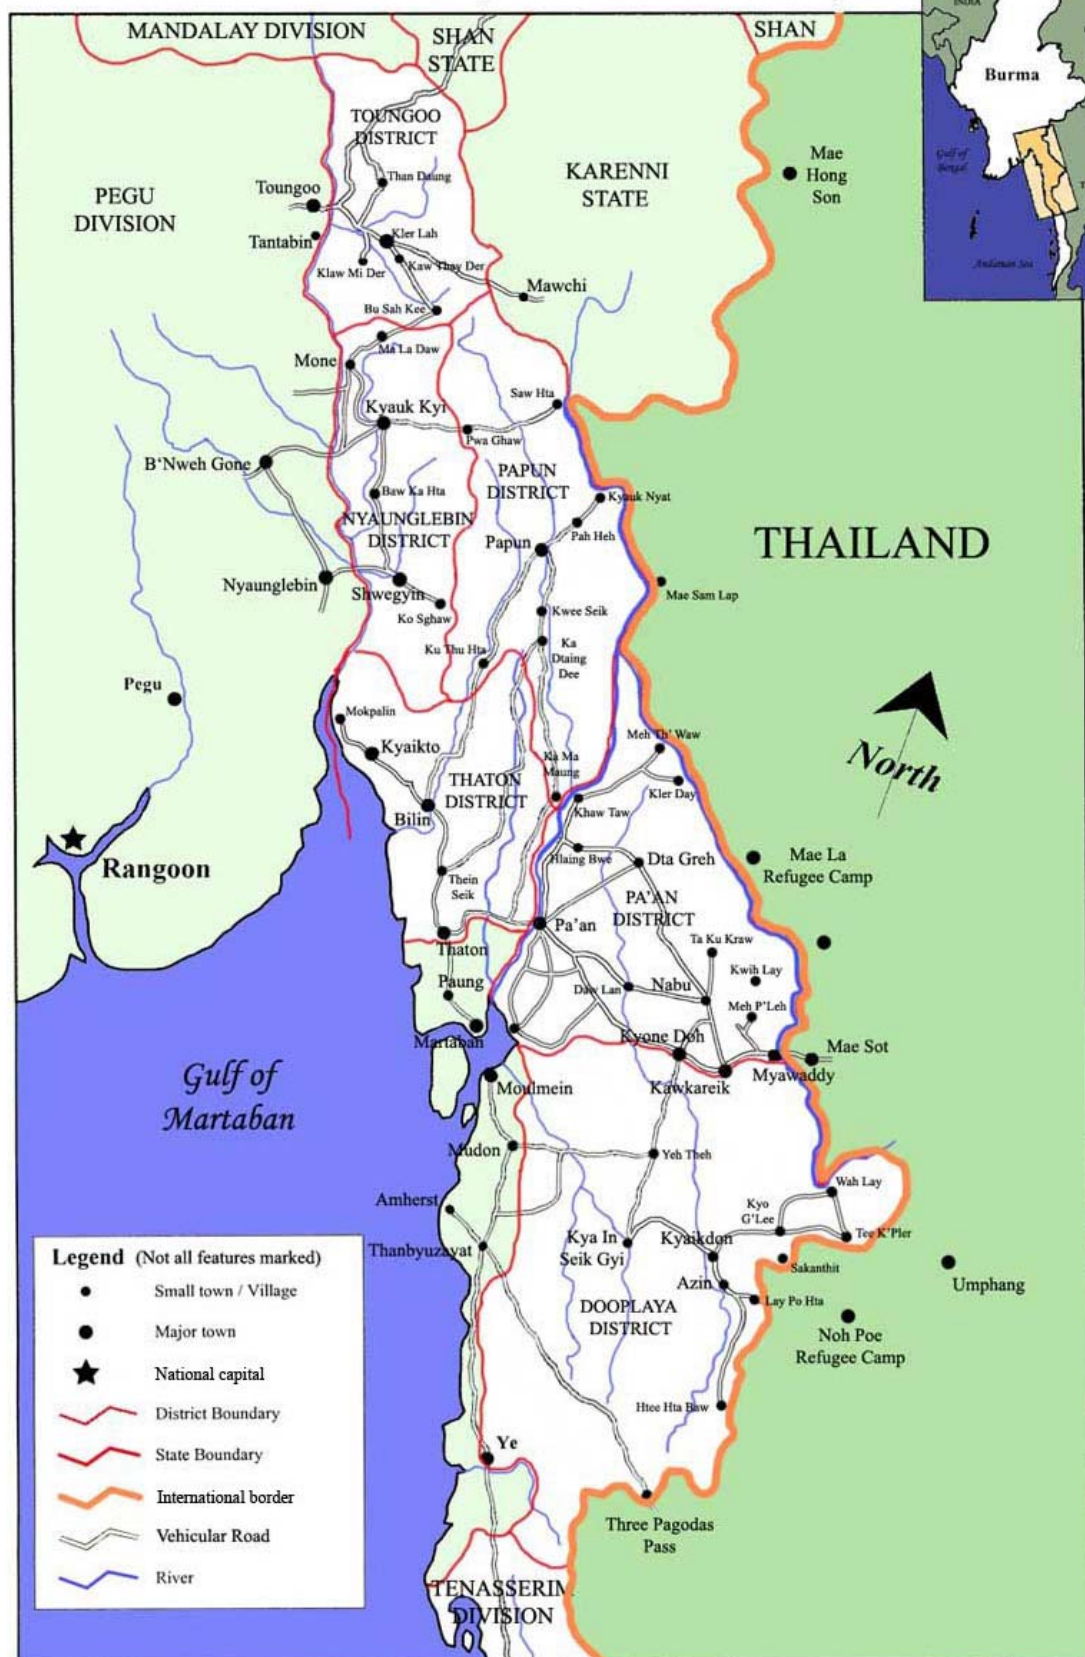 MANDALAY DIVISION
SHAN
STATE
SHAN
INDIA
Burma
Gulf of
Bengal
Andaman Sea
TOUNGOO
DISTRICT
PEGU
DIVISION
KARENNI
STATE
Mae
Hong
Son
Than Daung
Toungoo
Tantabin
Kler Lah
Klaw Mi Der
Kaw Thay Der
Mawchi
Bu Sah Kee
Ma La Daw
Mone
Saw Hta
Kyauk Kyi
Pwa Ghaw
B'Nweh Gone
PAPUN
DISTRICT
Baw Ka Hta
Kyauk Nyat
NYAUNGLEBIN
DISTRICT
Pah Heh
Papun
THAILAND
Nyaunglebin
Shwegyin
Mae Sam Lap
Ko Sghaw
Kwee Seik
Ku Thu Hta
Ka
Dtaing
Dee
Pegu
Mokpalin
Kyaikto
Meh Th' Waw
North
Ka Ma
Maung
THATON
DISTRICT
Kler Day
Bilin
Khaw Taw
Rangoon
Hlaing Bwe
Dta Greh
Mae La
Refugee Camp
Thein
Seik
PA'AN
DISTRICT
Pa'an
Thaton
Ta Ku Kraw
Kwih Lay
Paung
Daw Lan
Nabu
Meh P'Leh
Martaban
Kyone Doh
Mae Sot
Gulf of
Martaban
Moulmein
Kawkareik
Myawaddy
Mudon
Yeh Theh
Amherst
Wah Lay
Kyo
G'Lee
Thanbyuzayat
Kya In
Seik Gyi
Kyaikdon
Tee K'Pler
Sakanthit
Umphang
Azin
Lay Po Hta
DOOPLAYA
DISTRICT
Noh Poe
Refugee Camp
Htee Hta Baw
Ye
Three Pagodas
Pass
TENASSERIM
DIVISION
Legend (Not all features marked)
Small town / Village
Major town
National capital
District Boundary
State Boundary
International border
Vehicular Road
River